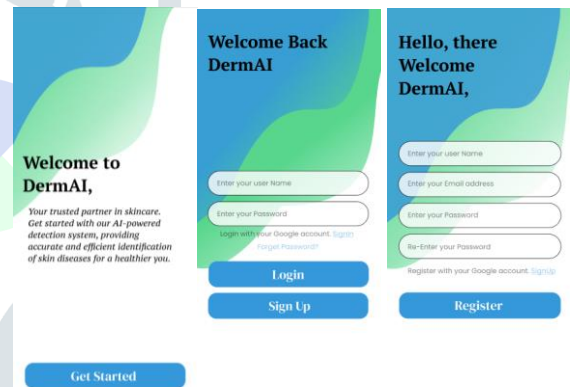 Welcome to
DermAI,
Your trusted partner in skincare.
Get started with our AI-powered
detection system, providing
accurate and efficient identification
of skin diseases for a healthier you.
Get Started
Welcome Back
DermAI
Enter your user Name
Enter your Password
Login with your Google account. SignIn
Forget Password?
Login
Sign Up
Hello, there
Welcome
DermAI,
Enter your user Name
Enter your Email address
Enter your Password
Re-Enter your Password
Register with your Google account. SignUp
Register